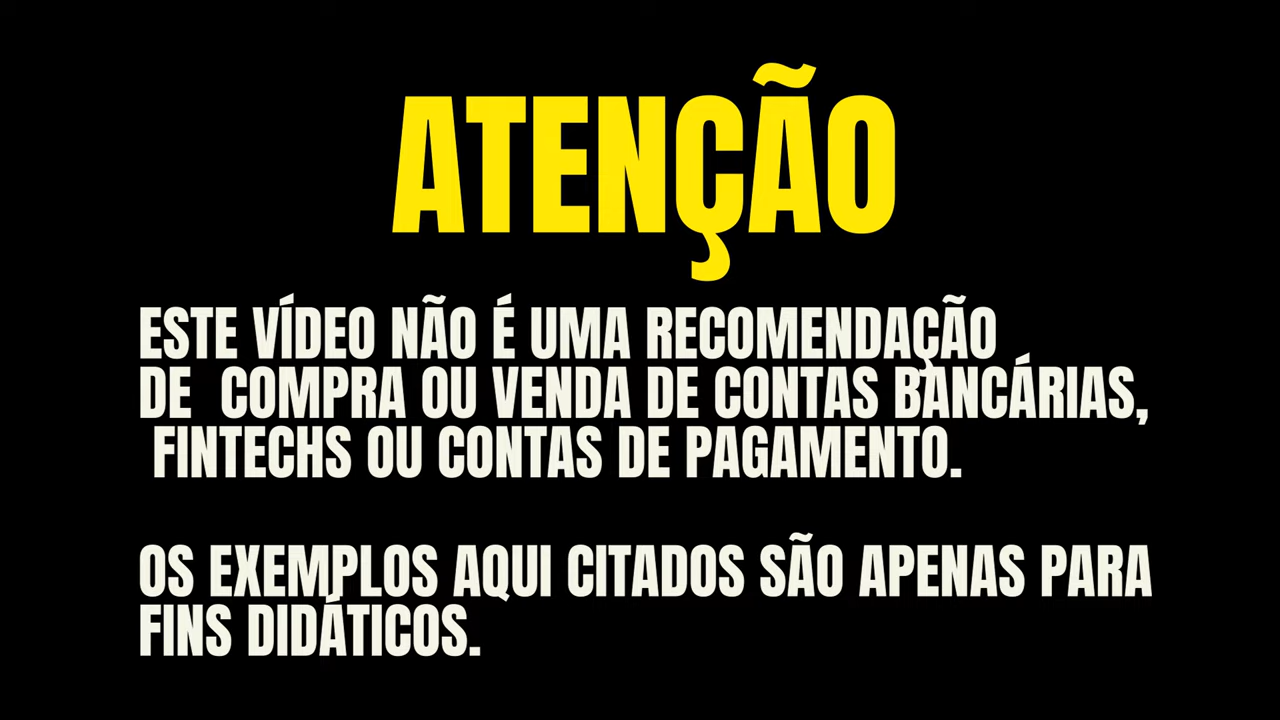 ATENÇÃO
ESTE VÍDEO NÃO É UMA RECOMENDAÇÃO
DE COMPRA OU VENDA DE CONTAS BANCÁRIAS,
FINTECHS OU CONTAS DE PAGAMENTO.
OS EXEMPLOS AQUI CITADOS SÃO APENAS PARA
FINS DIDÁTICOS.